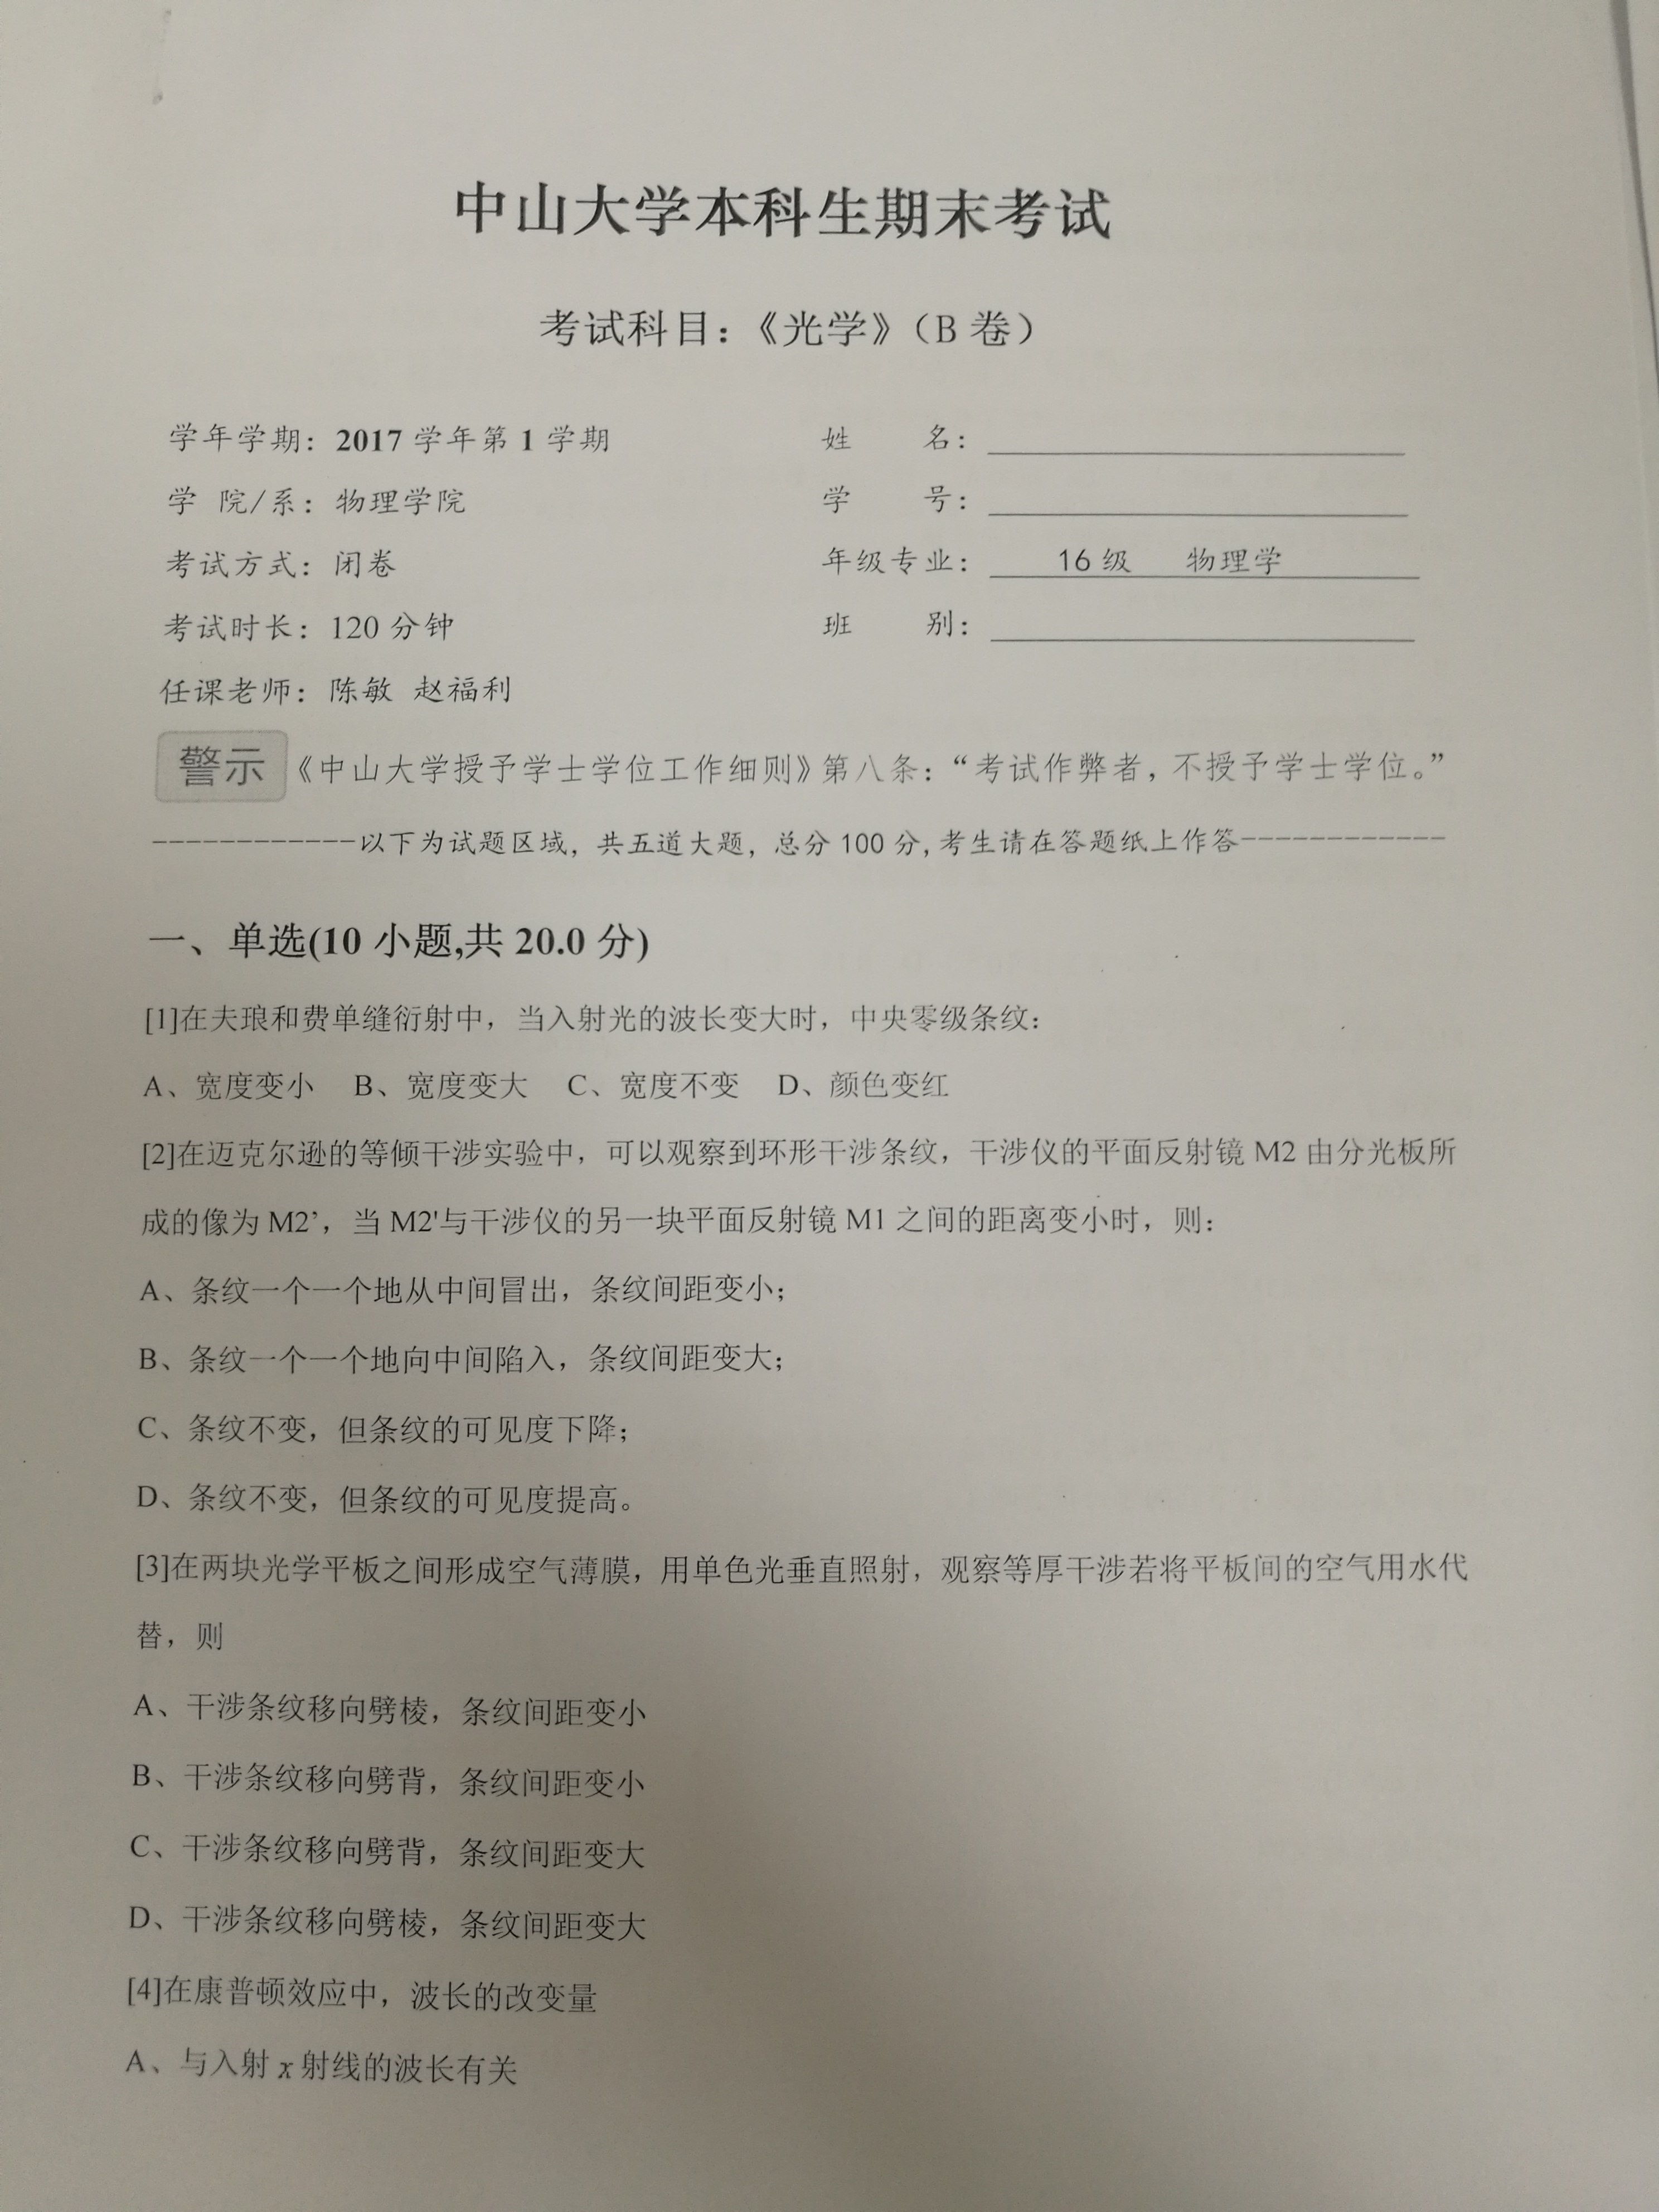 中山大学本科生期末考试
考试科目：《光学》（B 卷）
学年学期：2017 学年第 1 学期 姓 名：
学 院/系：物理学院 学 号：
考试方式：闭卷 年级专业： 16 级 物理学
考试时长：120 分钟 班 别：
任课老师：陈敏 赵福利
警示 《中山大学授予学士学位工作细则》第八条：“考试作弊者，不授予学士学位。”
------------以下为试题区域，共五道大题，总分 100 分,考生请在答题纸上作答------------
一、单选(10 小题,共 20.0 分)
[1]在夫琅和费单缝衍射中，当入射光的波长变大时，中央零级条纹：
A、宽度变小 B、宽度变大 C、宽度不变 D、颜色变红
[2]在迈克尔逊的等倾干涉实验中，可以观察到环形干涉条纹，干涉仪的平面反射镜 M2 由分光板所
成的像为 M2’，当 M2'与干涉仪的另一块平面反射镜 M1 之间的距离变小时，则：
A、条纹一个一个地从中间冒出，条纹间距变小；
B、条纹一个一个地向中间陷入，条纹间距变大；
C、条纹不变，但条纹的可见度下降；
D、条纹不变，但条纹的可见度提高。
[3]在两块光学平板之间形成空气薄膜，用单色光垂直照射，观察等厚干涉若将平板间的空气用水代
替，则
A、干涉条纹移向劈棱，条纹间距变小
B、干涉条纹移向劈背，条纹间距变小
C、干涉条纹移向劈背，条纹间距变大
D、干涉条纹移向劈棱，条纹间距变大
[4]在康普顿效应中，波长的改变量
A、与入射 x 射线的波长有关